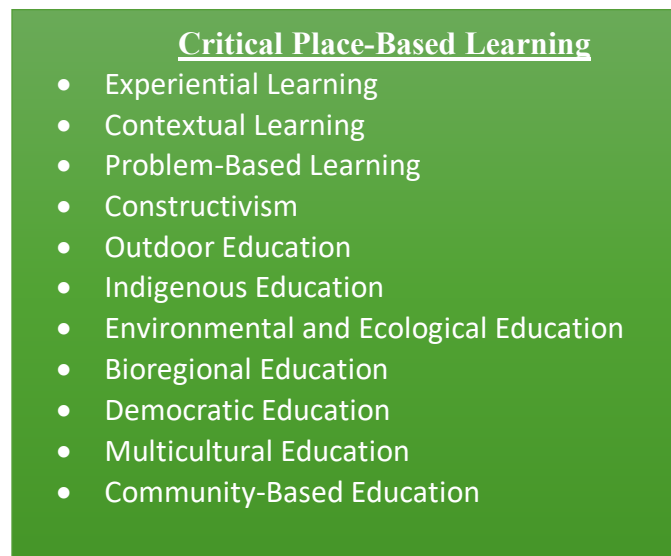 Critical Place-Based Learning
• Experiential Learning
• Contextual Learning
• Problem-Based Learning
• Constructivism
• Outdoor Education
• Indigenous Education
• Environmental and Ecological Education
• Bioregional Education
• Democratic Education
• Multicultural Education
• Community-Based Education